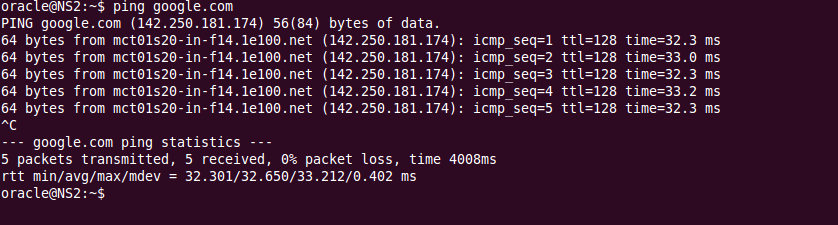 oracle@NS2:~$ ping google.com
PING google.com (142.250.181.174) 56(84) bytes of data.
64 bytes from mct01s20-in-f14.1e100.net (142.250.181.174): icmp_seq=1 ttl=128 time=32.3 ms
64 bytes from mct01s20-in-f14.1e100.net (142.250.181.174): icmp_seq=2 ttl=128 time=33.0 ms
64 bytes from mct01s20-in-f14.1e100.net (142.250.181.174): icmp_seq=3 ttl=128 time=32.3 ms
64 bytes from mct01s20-in-f14.1e100.net (142.250.181.174): icmp_seq=4 ttl=128 time=33.2 ms
64 bytes from mct01s20-in-f14.1e100.net (142.250.181.174): icmp_seq=5 ttl=128 time=32.3 ms
^C
--- google.com ping statistics ---
5 packets transmitted, 5 received, 0% packet loss, time 4008ms
rtt min/avg/max/mdev = 32.301/32.650/33.212/0.402 ms
oracle@NS2:~$